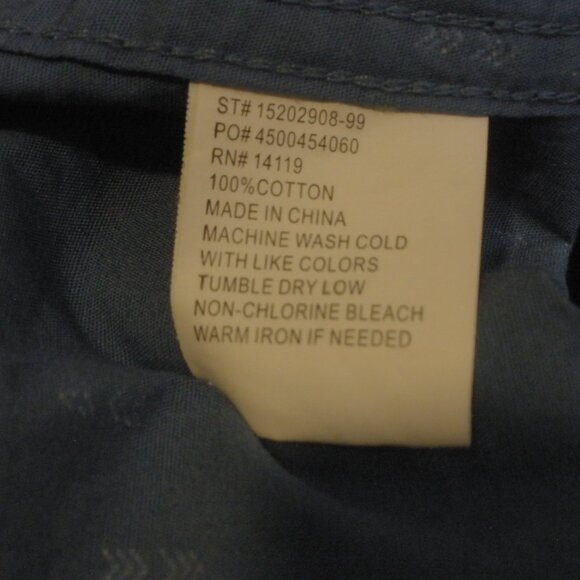 ST# 15202908-99
PO# 4500454060
RN# 14119
100%COTTON
MADE IN CHINA
MACHINE WASH COLD
WITH LIKE COLORS
TUMBLE DRY LOW
NON-CHLORINE BLEACH
WARM IRON IF NEEDED